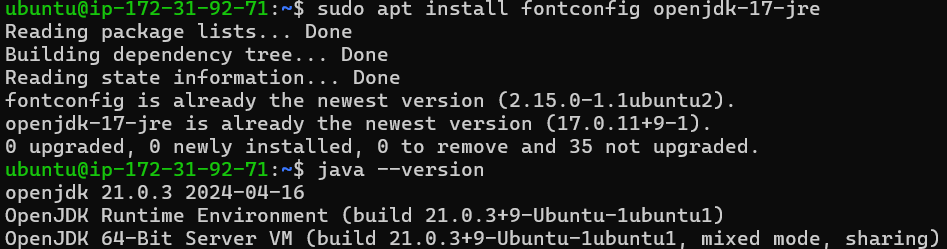 ubuntu@ip-172-31-92-71:~$ sudo apt install fontconfig openjdk-17-jre
Reading package lists... Done
Building dependency tree... Done
Reading state information... Done
fontconfig is already the newest version (2.15.0-1.1ubuntu2).
openjdk-17-jre is already the newest version (17.0.11+9-1).
0 upgraded, 0 newly installed, 0 to remove and 35 not upgraded.
ubuntu@ip-172-31-92-71:~$ java --version
openjdk 21.0.3 2024-04-16
OpenJDK Runtime Environment (build 21.0.3+9-Ubuntu-1ubuntu1)
OpenJDK 64-Bit Server VM (build 21.0.3+9-Ubuntu-1ubuntu1, mixed mode, sharing)